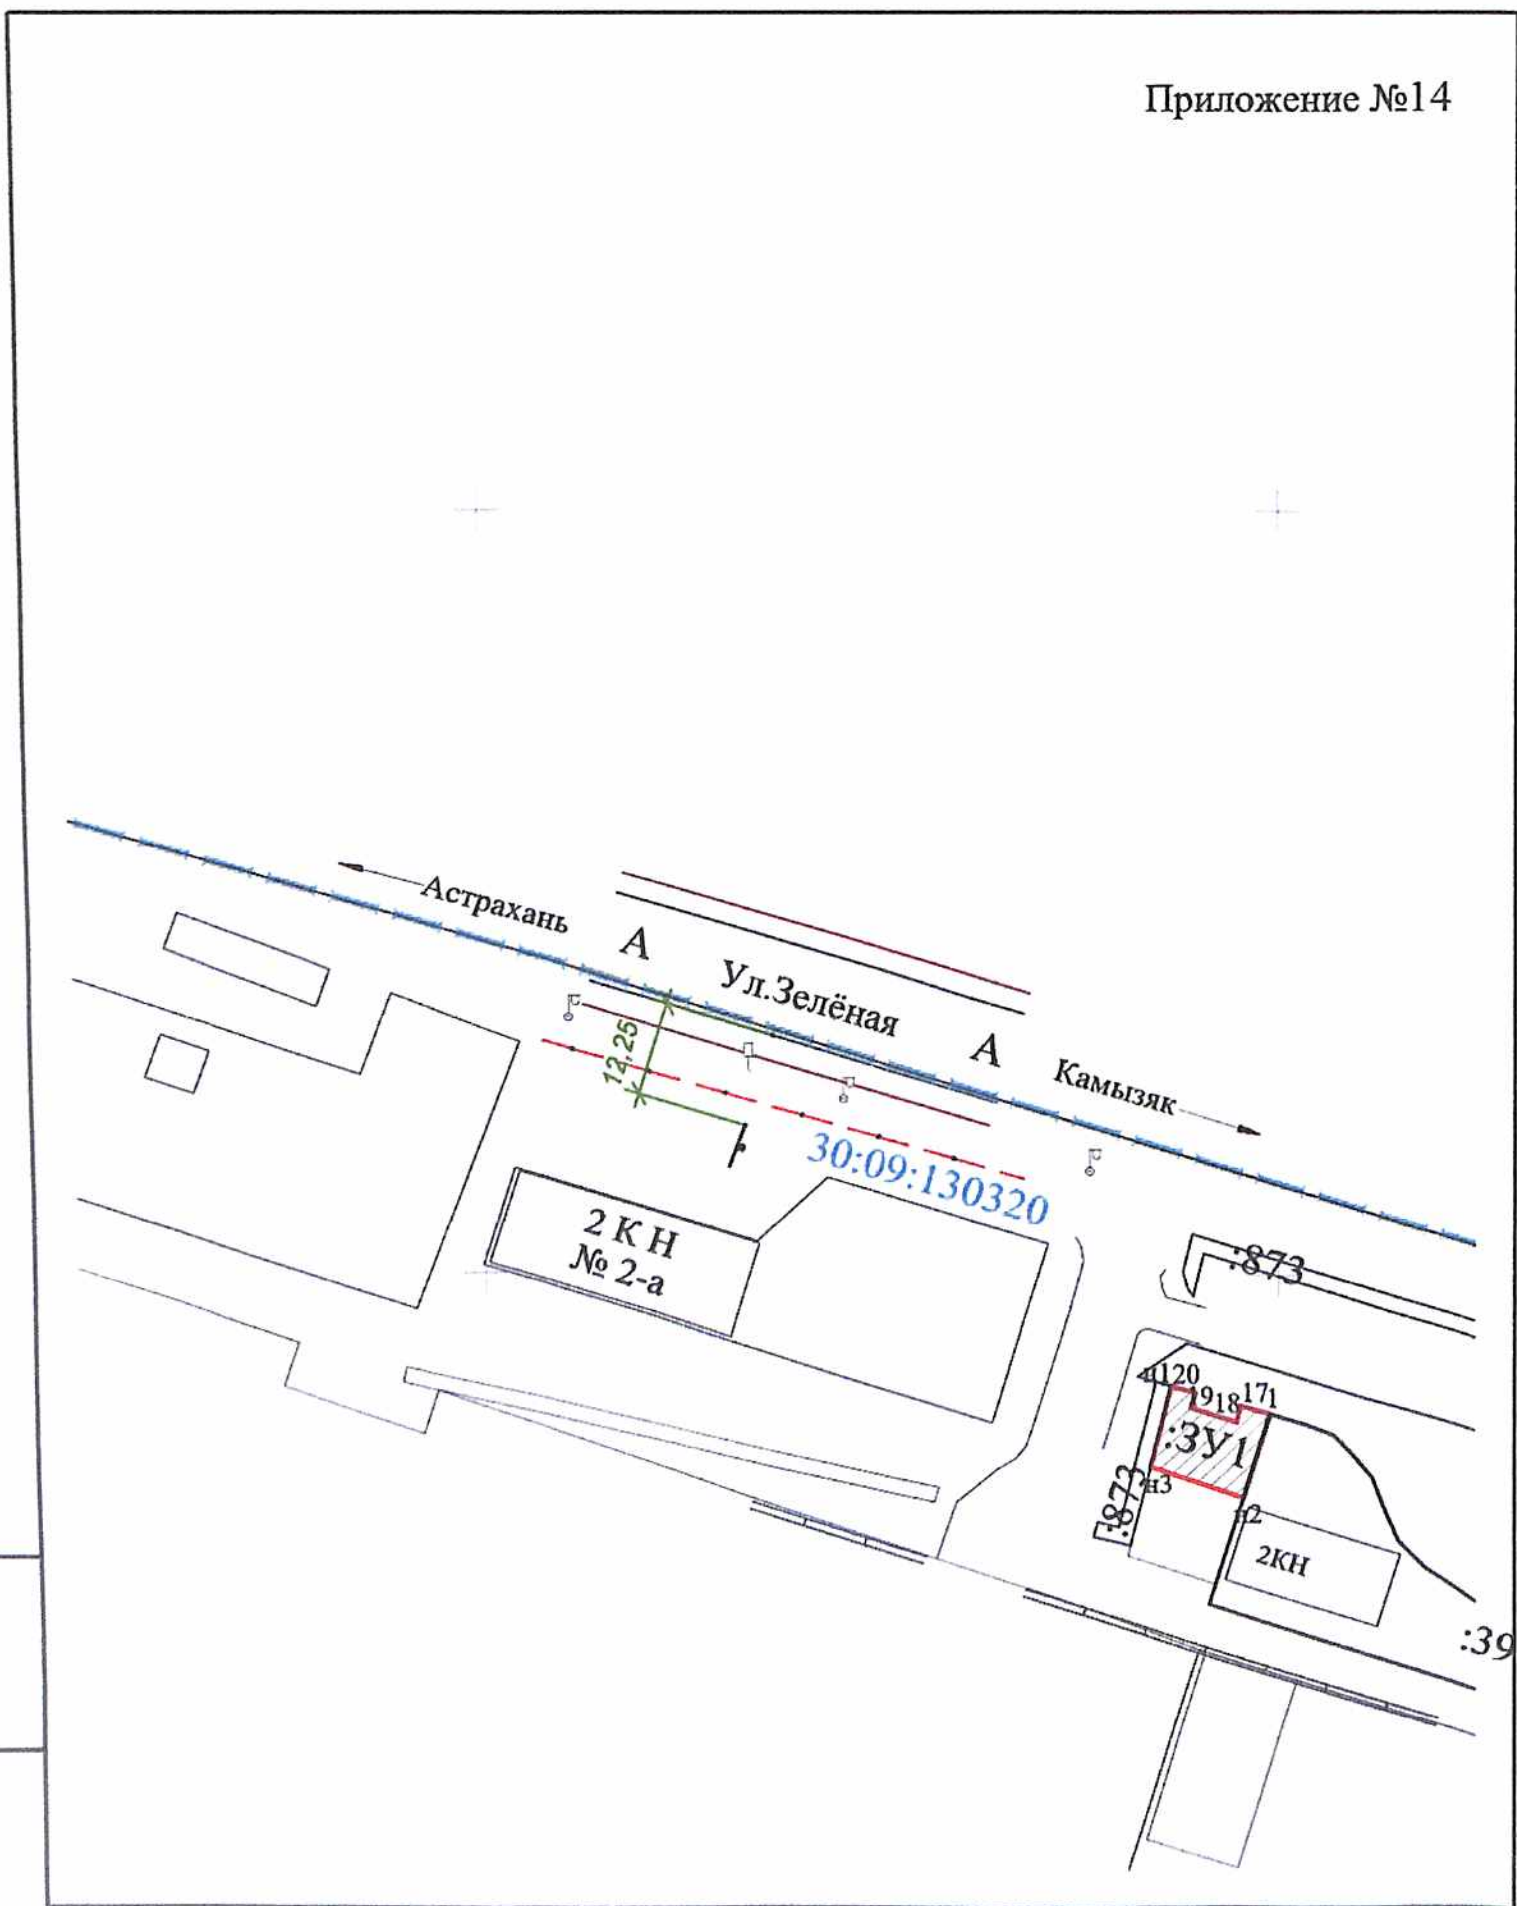 Приложение №14
Астрахань
А
Ул.Зелёная
А
Камызяк
12,25
30:09:130320
2 К Н
№ 2-а
:873
20
19
18
17
1
:ЗУ1
н3
:873
н2
2КН
:39